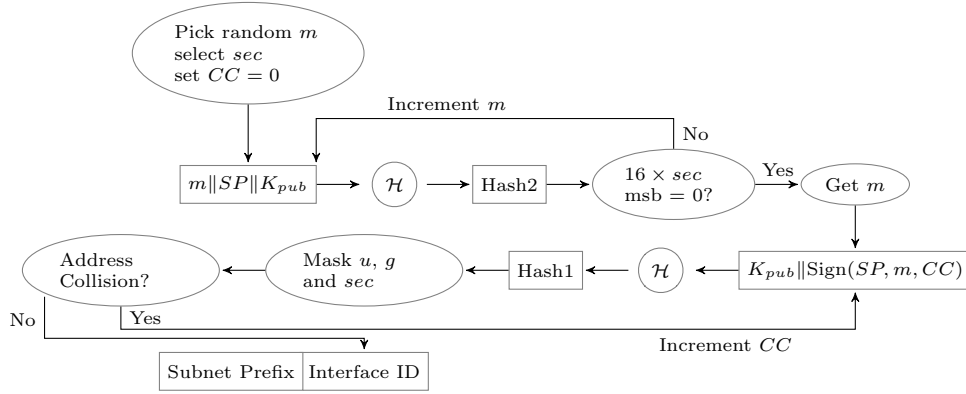 Pick random m
select sec
set CC = 0
Increment m
No
m∥SP∥K_pub
ℋ
Hash2
16 × sec
msb = 0?
Yes
Get m
Address
Collision?
Mask u, g
and sec
Hash1
ℋ
K_pub∥Sign(SP, m, CC)
No
Yes
Increment CC
Subnet Prefix
Interface ID